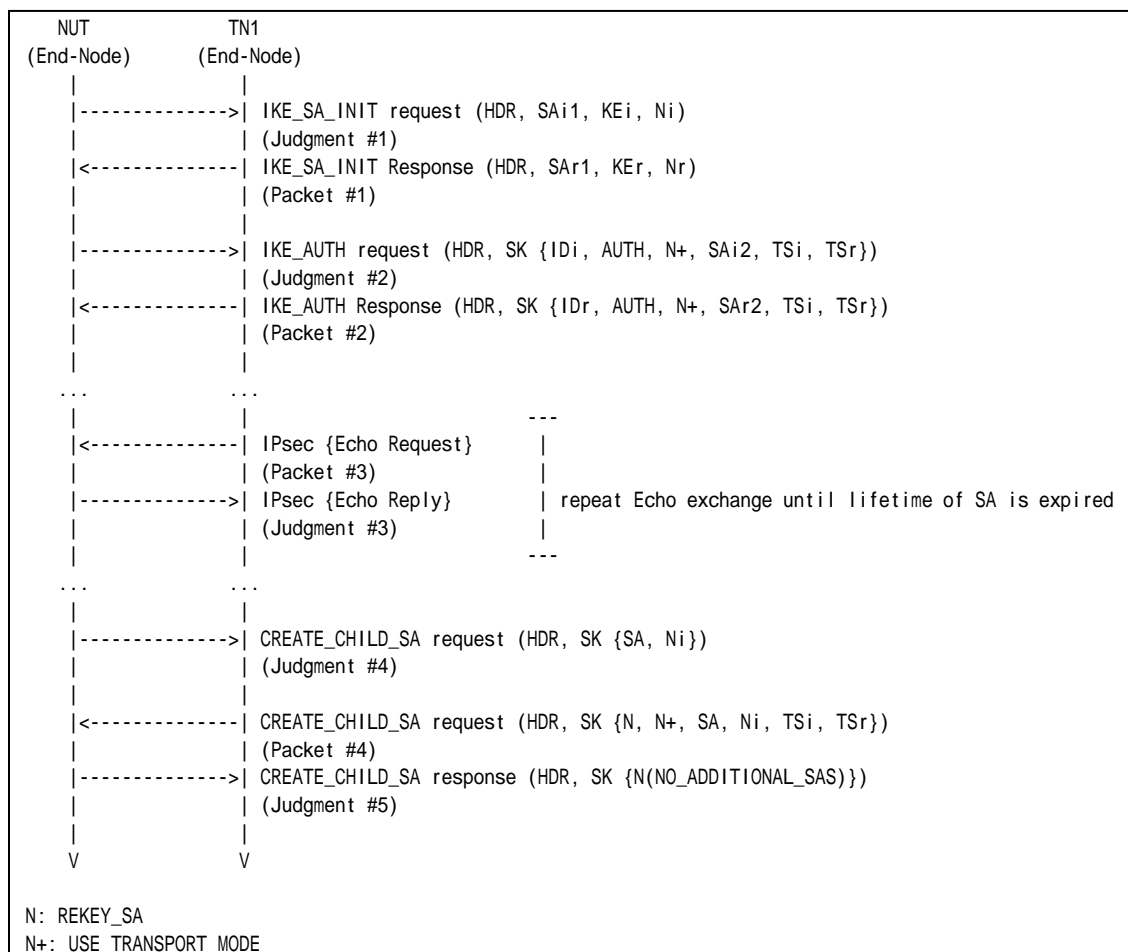 NUT TN1
(End-Node) (End-Node)
| |
|-------------->| IKE_SA_INIT request (HDR, SAi1, KEi, Ni)
| | (Judgment #1)
|<--------------| IKE_SA_INIT Response (HDR, SAr1, KEr, Nr)
| | (Packet #1)
| |
|-------------->| IKE_AUTH request (HDR, SK {IDi, AUTH, N+, SAi2, TSi, TSr})
| | (Judgment #2)
|<--------------| IKE_AUTH Response (HDR, SK {IDr, AUTH, N+, SAr2, TSi, TSr})
| | (Packet #2)
| |
... ...
| | ---
|<--------------| IPsec {Echo Request} |
| | (Packet #3) |
|-------------->| IPsec {Echo Reply} | repeat Echo exchange until lifetime of SA is expired
| | (Judgment #3) |
| | ---
... ...
| |
|-------------->| CREATE_CHILD_SA request (HDR, SK {SA, Ni})
| | (Judgment #4)
| |
|<--------------| CREATE_CHILD_SA request (HDR, SK {N, N+, SA, Ni, TSi, TSr})
| | (Packet #4)
|-------------->| CREATE_CHILD_SA response (HDR, SK {N(NO_ADDITIONAL_SAS)})
| | (Judgment #5)
| |
V V
N: REKEY_SA
N+: USE_TRANSPORT_MODE